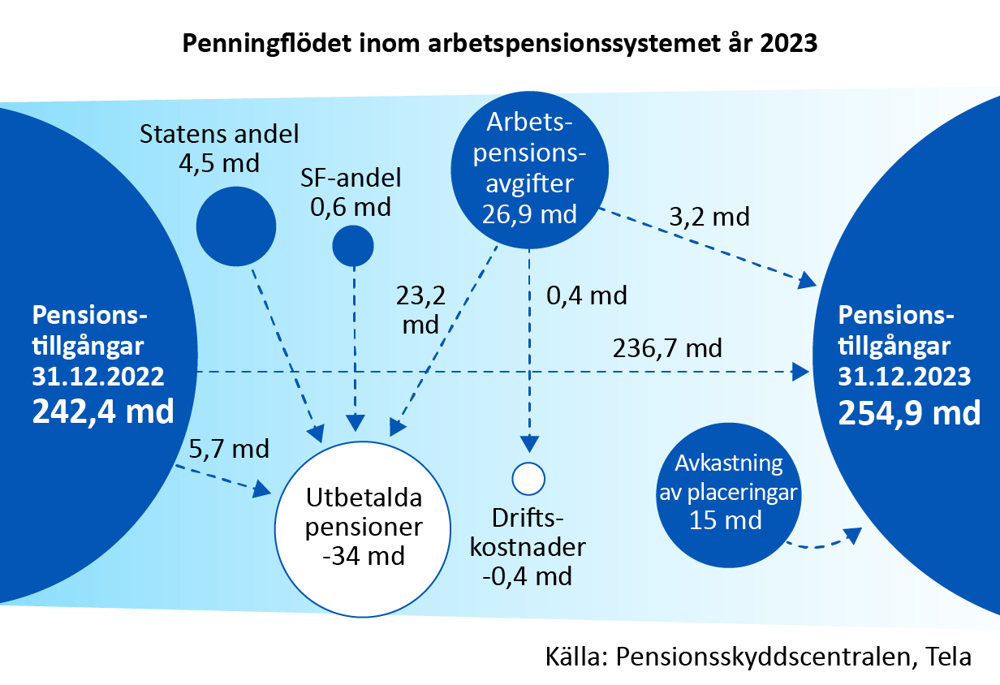 Penningflödet inom arbetspensionssystemet år 2023
Statens andel
4,5 md
SF-andel
0,6 md
Arbets-
pensions-
avgifter
26,9 md
3,2 md
23,2
md
0,4 md
236,7 md
Pensions-
tillgångar
31.12.2022
242,4 md
Pensions-
tillgångar
31.12.2023
254,9 md
5,7 md
Utbetalda
pensioner
-34 md
Drifts-
kostnader
-0,4 md
Avkastning
av placeringar
15 md
Källa: Pensionsskyddscentralen, Tela